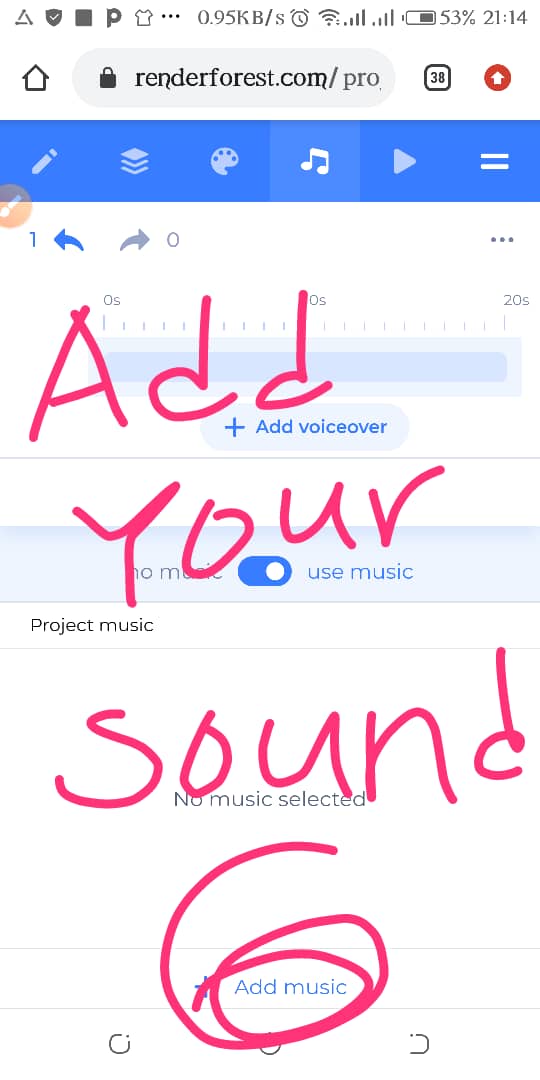 0.95KB/s 53% 21:14
renderforest.com/pro
38
1 0
0s 0s 20s
Add
+ Add voiceover
Your
no music use music
Project music
sound
No music selected
+ Add music